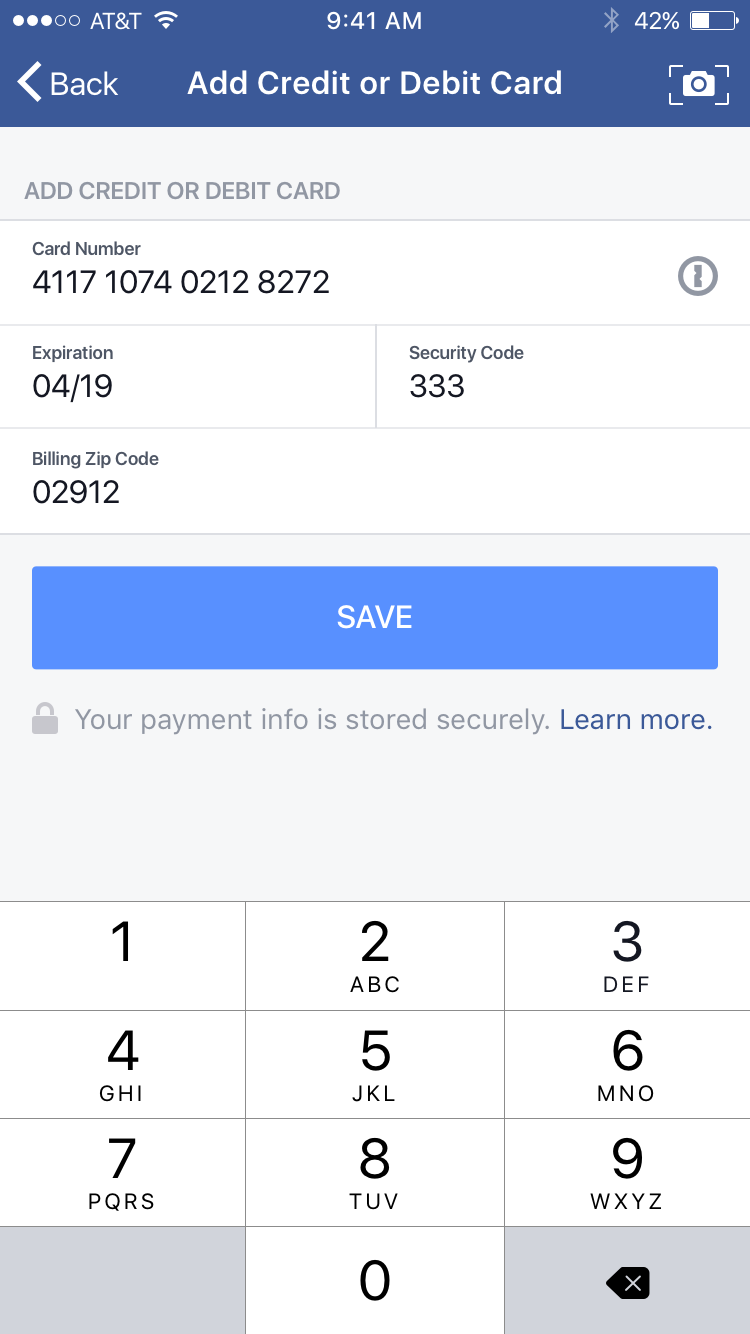 AT&T 9:41 AM 42%
Back Add Credit or Debit Card
ADD CREDIT OR DEBIT CARD
Card Number
4117 1074 0212 8272
Expiration Security Code
04/19 333
Billing Zip Code
02912
SAVE
Your payment info is stored securely. Learn more.
1 2 3
ABC DEF
4 5 6
GHI JKL MNO
7 8 9
PQRS TUV WXYZ
0